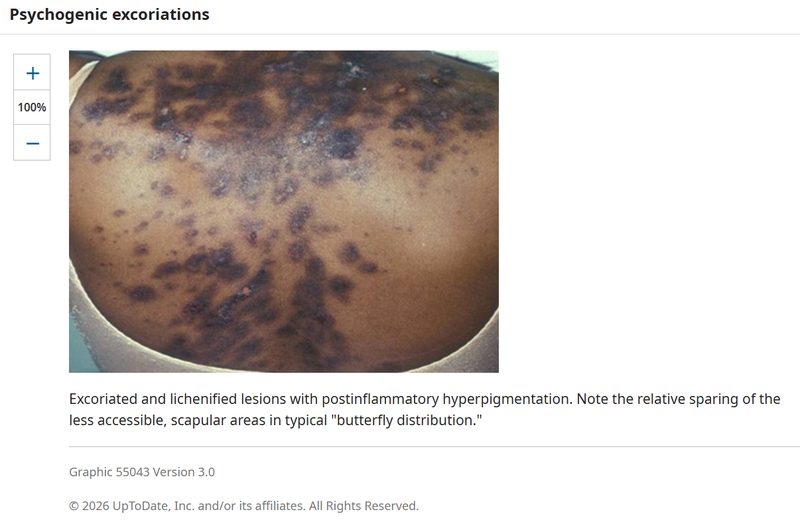 Psychogenic excoriations
+
100%
−
Excoriated and lichenified lesions with postinflammatory hyperpigmentation. Note the relative sparing of the
less accessible, scapular areas in typical "butterfly distribution."
Graphic 55043 Version 3.0
© 2026 UpToDate, Inc. and/or its affiliates. All Rights Reserved.